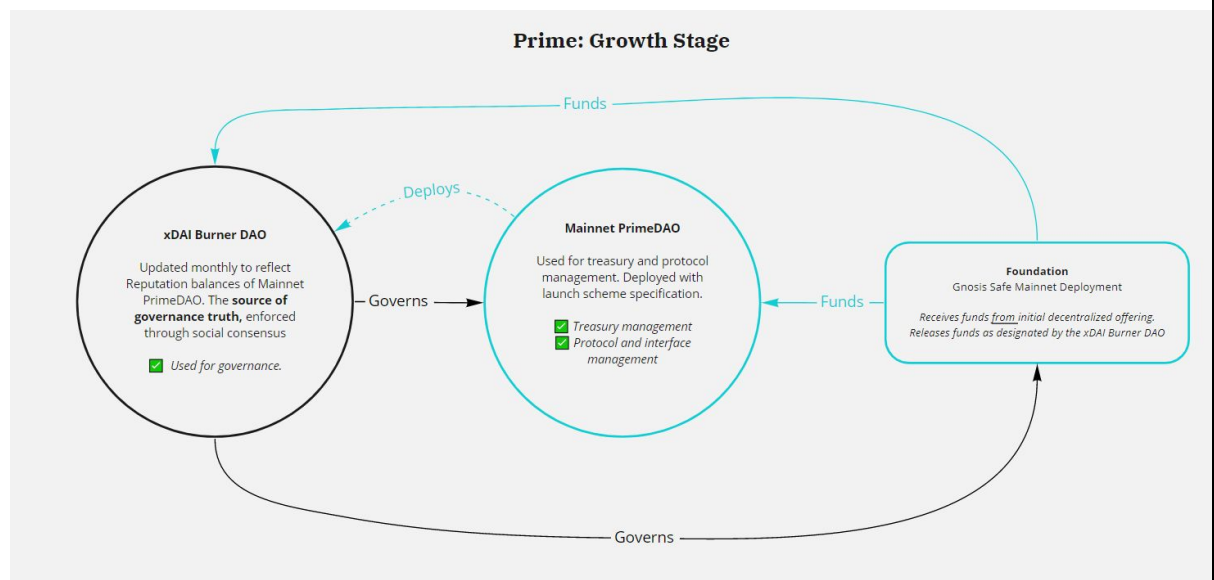 Prime: Growth Stage
Funds
Deploys
xDAI Burner DAO
Updated monthly to reflect
Reputation balances of Mainnet
PrimeDAO. The source of
governance truth, enforced
through social consensus
✅ Used for governance.
Governs
Mainnet PrimeDAO
Used for treasury and protocol
management. Deployed with
launch scheme specification.
✅ Treasury management
✅ Protocol and interface
management
Funds
Foundation
Gnosis Safe Mainnet Deployment
Receives funds from initial decentralized offering.
Releases funds as designated by the xDAI Burner DAO
Governs